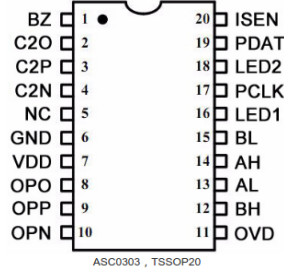 BZ 1 20 ISEN
C2O 2 19 PDAT
C2P 3 18 LED2
C2N 4 17 PCLK
NC 5 16 LED1
GND 6 15 BL
VDD 7 14 AH
OPO 8 13 AL
OPP 9 12 BH
OPN 10 11 OVD
ASC0303 , TSSOP20